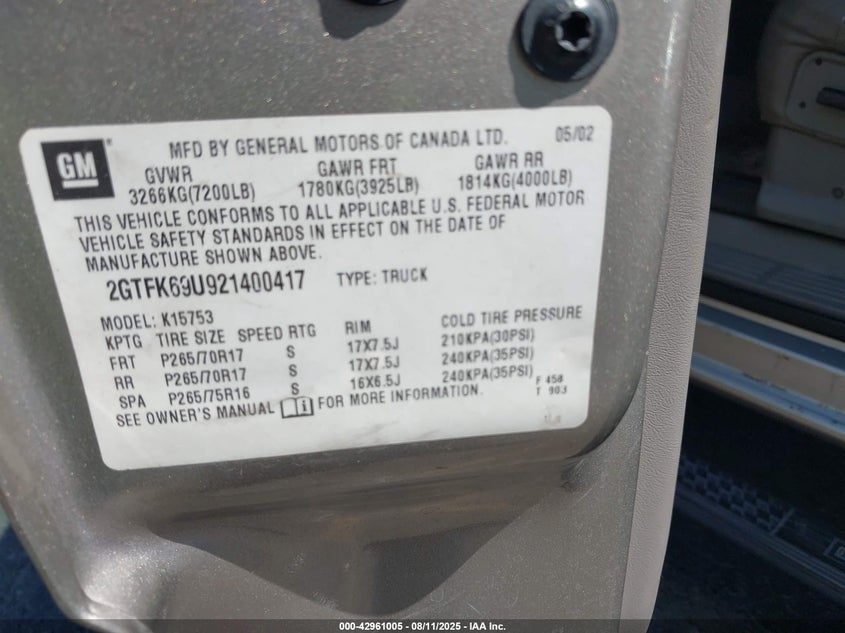 GM
MFD BY GENERAL MOTORS OF CANADA LTD. 05/02
GVWR GAWR FRT GAWR RR
3266KG(7200LB) 1780KG(3925LB) 1814KG(4000LB)
THIS VEHICLE CONFORMS TO ALL APPLICABLE U.S. FEDERAL MOTOR
VEHICLE SAFETY STANDARDS IN EFFECT ON THE DATE OF
MANUFACTURE SHOWN ABOVE.
2GTFK69U921400417 TYPE: TRUCK
MODEL: K15753
KPTG TIRE SIZE SPEED RTG RIM COLD TIRE PRESSURE
FRT P265/70R17 S 17X7.5J 210KPA(30PSI)
RR P265/70R17 S 17X7.5J 240KPA(35PSI)
SPA P265/75R16 S 16X6.5J 240KPA(35PSI)
F 458
T 903
SEE OWNER'S MANUAL FOR MORE INFORMATION.
000-42961005 - 08/11/2025 - IAA Inc.